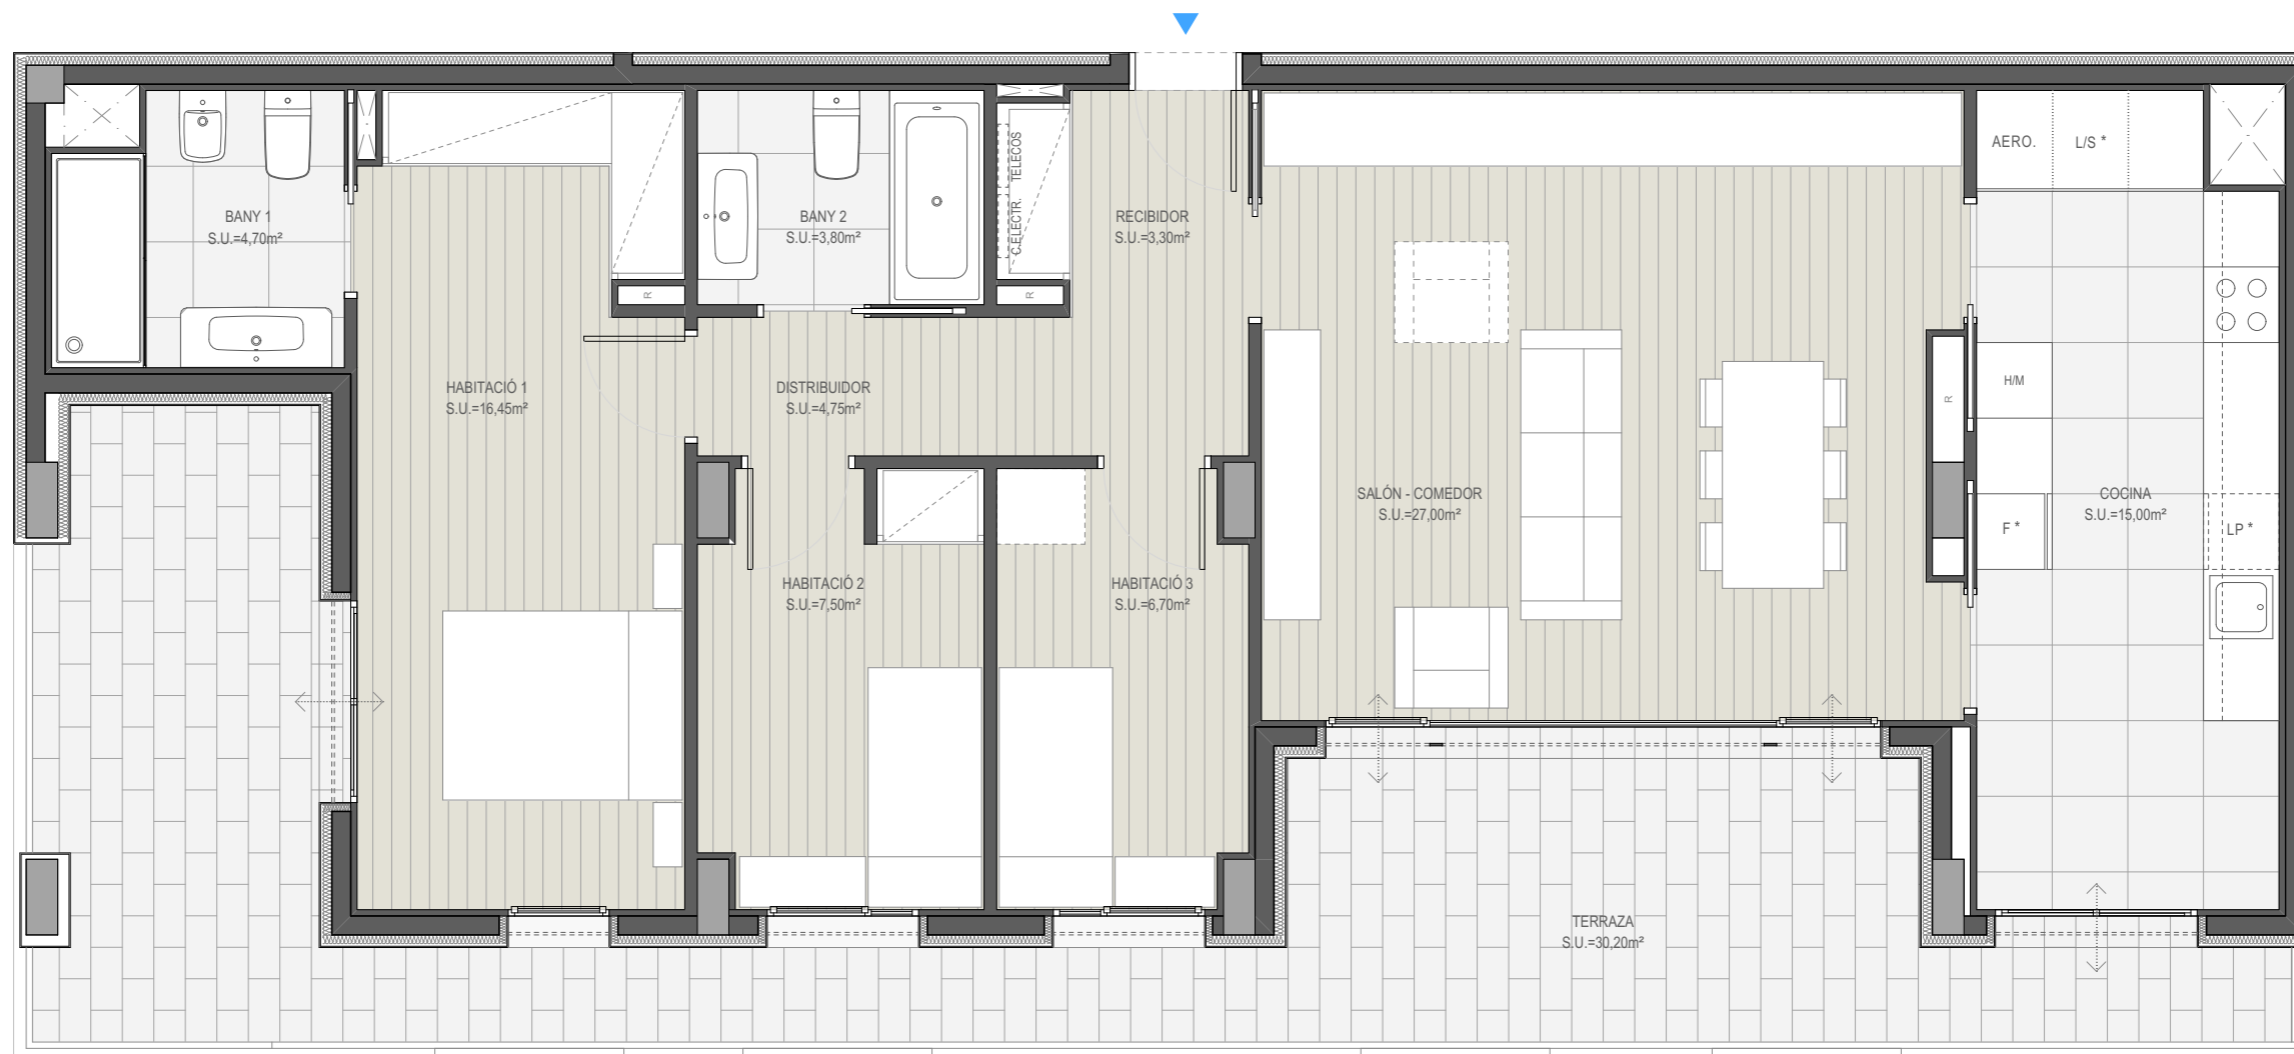 AERO.
L/S *
TELECOS
C.ELECTR.
BANY 1
S.U.=4,70m²
BANY 2
S.U.=3,80m²
RECIBIDOR
S.U.=3,30m²
R
R
HABITACIÓ 1
S.U.=16,45m²
DISTRIBUIDOR
S.U.=4,75m²
H/M
R
SALÓN - COMEDOR
S.U.=27,00m²
COCINA
S.U.=15,00m²
F *
LP *
HABITACIÓ 2
S.U.=7,50m²
HABITACIÓ 3
S.U.=6,70m²
TERRAZA
S.U.=30,20m²